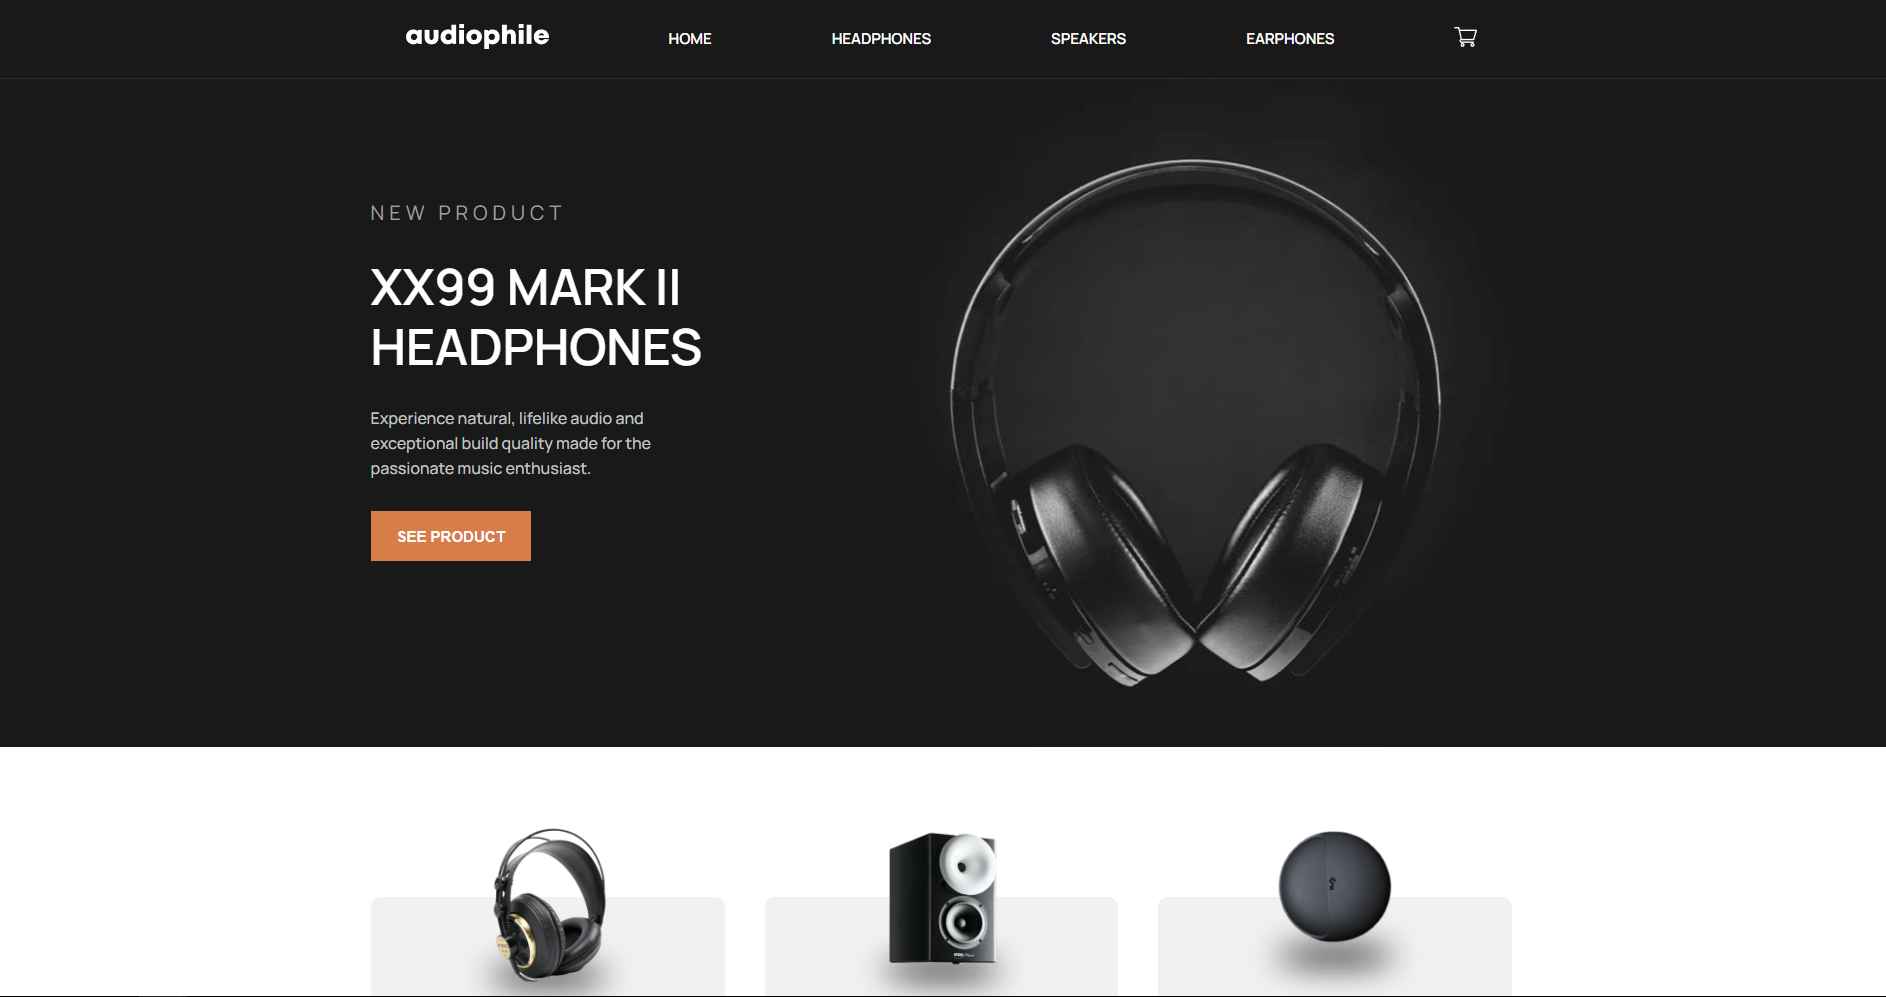 audiophile
HOME
HEADPHONES
SPEAKERS
EARPHONES
NEW PRODUCT
XX99 MARK II
HEADPHONES
Experience natural, lifelike audio and
exceptional build quality made for the
passionate music enthusiast.
SEE PRODUCT